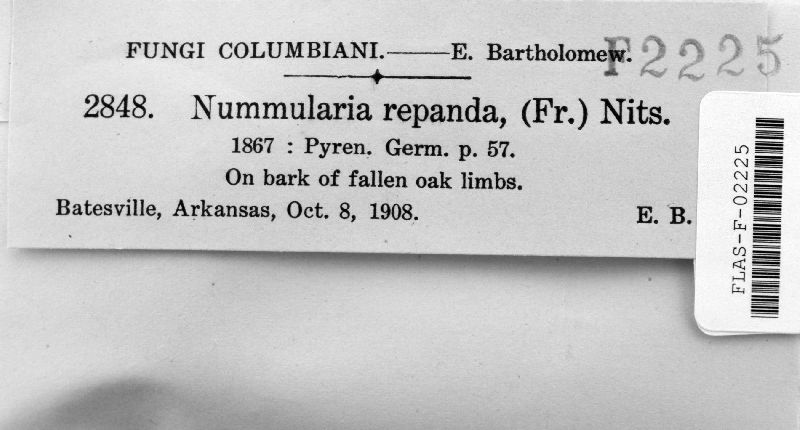 FUNGI COLUMBIANI.——E. Bartholomew.
F2225
2848. Nummularia repanda, (Fr.) Nits.
1867 : Pyren. Germ. p. 57.
On bark of fallen oak limbs.
Batesville, Arkansas, Oct. 8, 1908.
E. B.
FLAS-F-02225